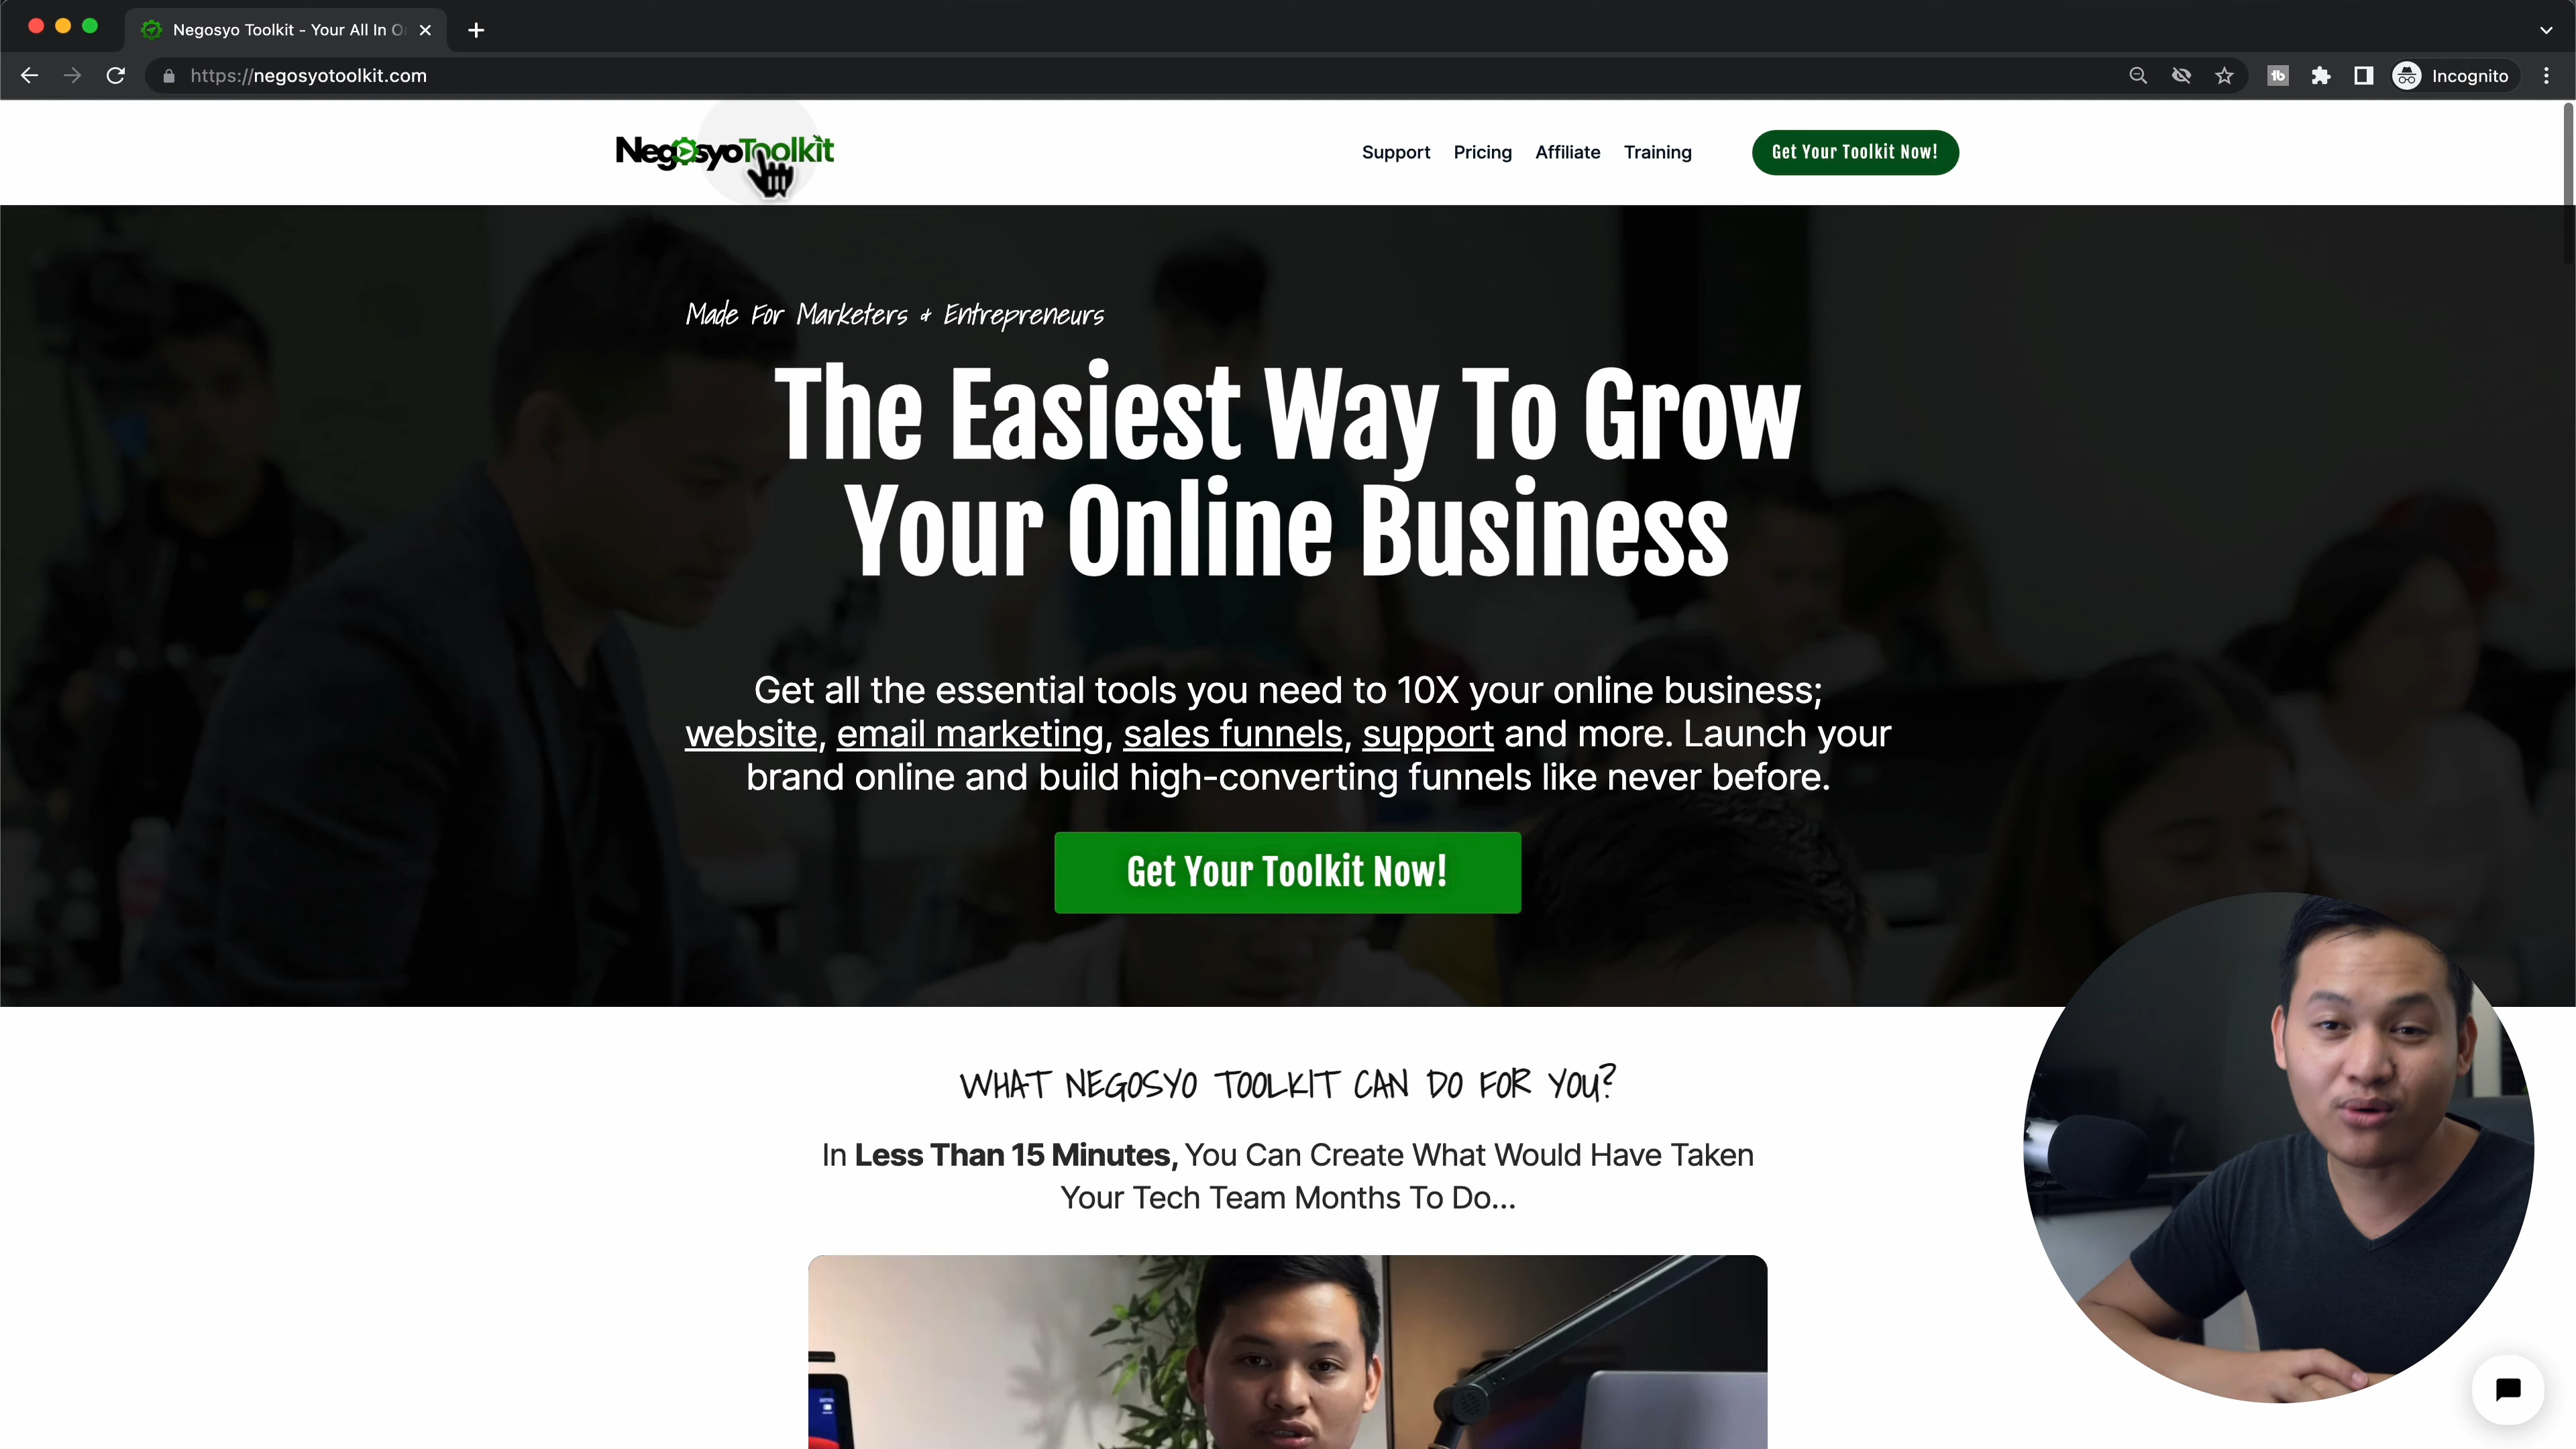 Negosyo Toolkit - Your All In O
https://negosyotoolkit.com
Incognito
NegosyoToolkit
Support Pricing Affiliate Training Get Your Toolkit Now!
Made For Marketers & Entrepreneurs
The Easiest Way To Grow
Your Online Business
Get all the essential tools you need to 10X your online business;
website, email marketing, sales funnels, support and more. Launch your
brand online and build high-converting funnels like never before.
Get Your Toolkit Now!
WHAT NEGOSYO TOOLKIT CAN DO FOR YOU?
In Less Than 15 Minutes, You Can Create What Would Have Taken
Your Tech Team Months To Do...